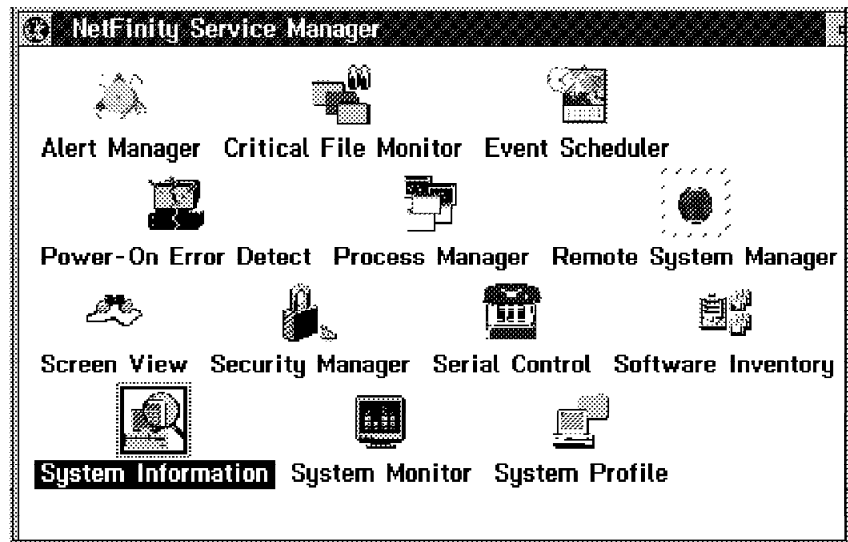 NetFinity Service Manager
Alert Manager Critical File Monitor Event Scheduler
Power-On Error Detect Process Manager Remote System Manager
Screen View Security Manager Serial Control Software Inventory
System Information System Monitor System Profile